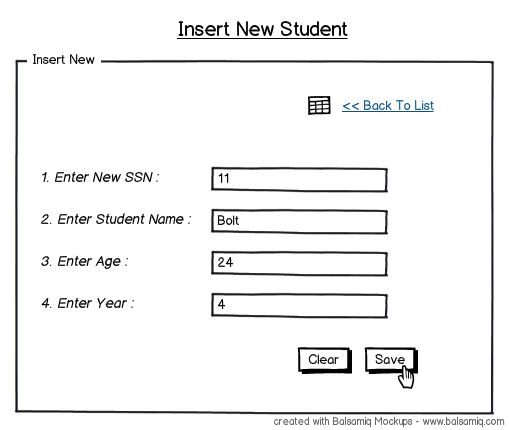 Insert New Student
Insert New
<< Back To List
1. Enter New SSN : 11
2. Enter Student Name : Bolt
3. Enter Age : 24
4. Enter Year : 4
Clear Save
created with Balsamiq Mockups - www.balsamiq.com